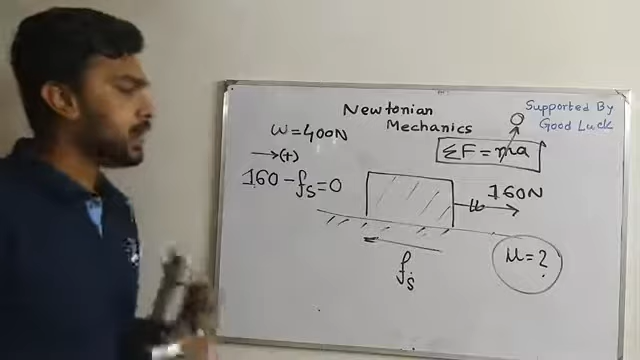 Newtonian
Mechanics
Supported By
Good Luck
W=400N
→(+)
ΣF=ma
O
160-fs=0
160N
fs
μ=?